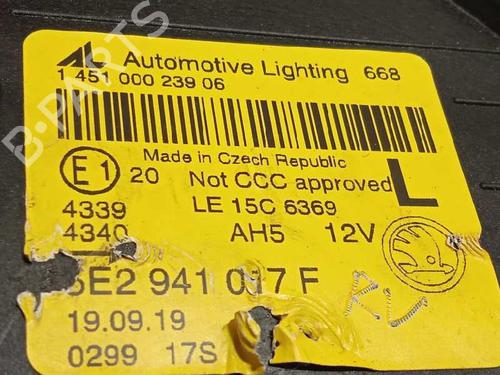 AL Automotive Lighting 668
1 451 000 239 06
B-PARTS
Made in Czech Republic
E1 20 Not CCC approved L
4339 LE 15C 6369
4340 AH5 12V
5E2 941 017 F
19.09.19
0299 17S